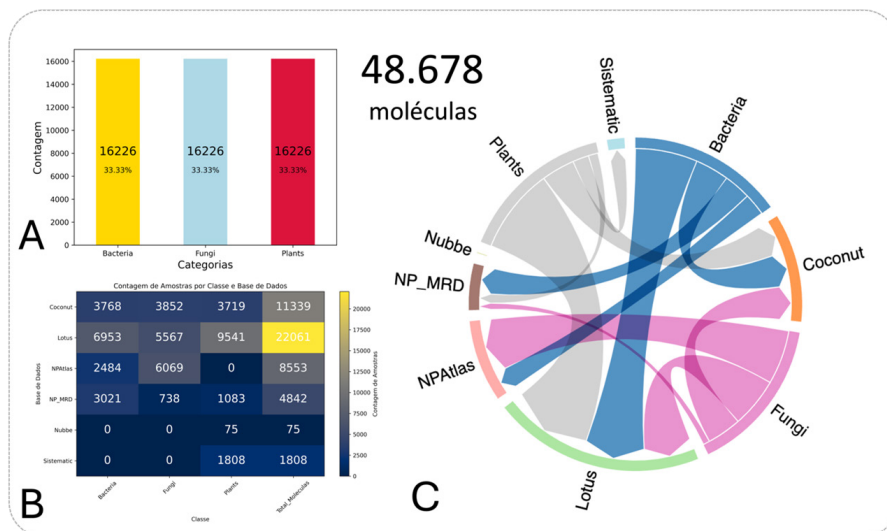 48.678
moléculas
A
Contagem
16000
14000
12000
10000
8000
6000
4000
2000
0
16226
33.33%
16226
33.33%
16226
33.33%
Bacteria
Fungi
Plants
Categorias
B
Contagem de Amostras por Classe e Base de Dados
Base de Dados
Coconut 3768 3852 3719 11339
Lotus 6953 5567 9541 22061
NPAtlas 2484 6069 0 8553
NP_MRD 3021 738 1083 4842
Nubbe 0 0 75 75
Sistematic 0 0 1808 1808
Bacteria
Fungi
Plants
Total_Moleculas
Classe
20000
17500
15000
12500
10000
7500
5000
2500
0
Contagem de Amostras
C
Sistematic
Bacteria
Coconut
Fungi
Lotus
NPAtlas
NP_MRD
Nubbe
Plants